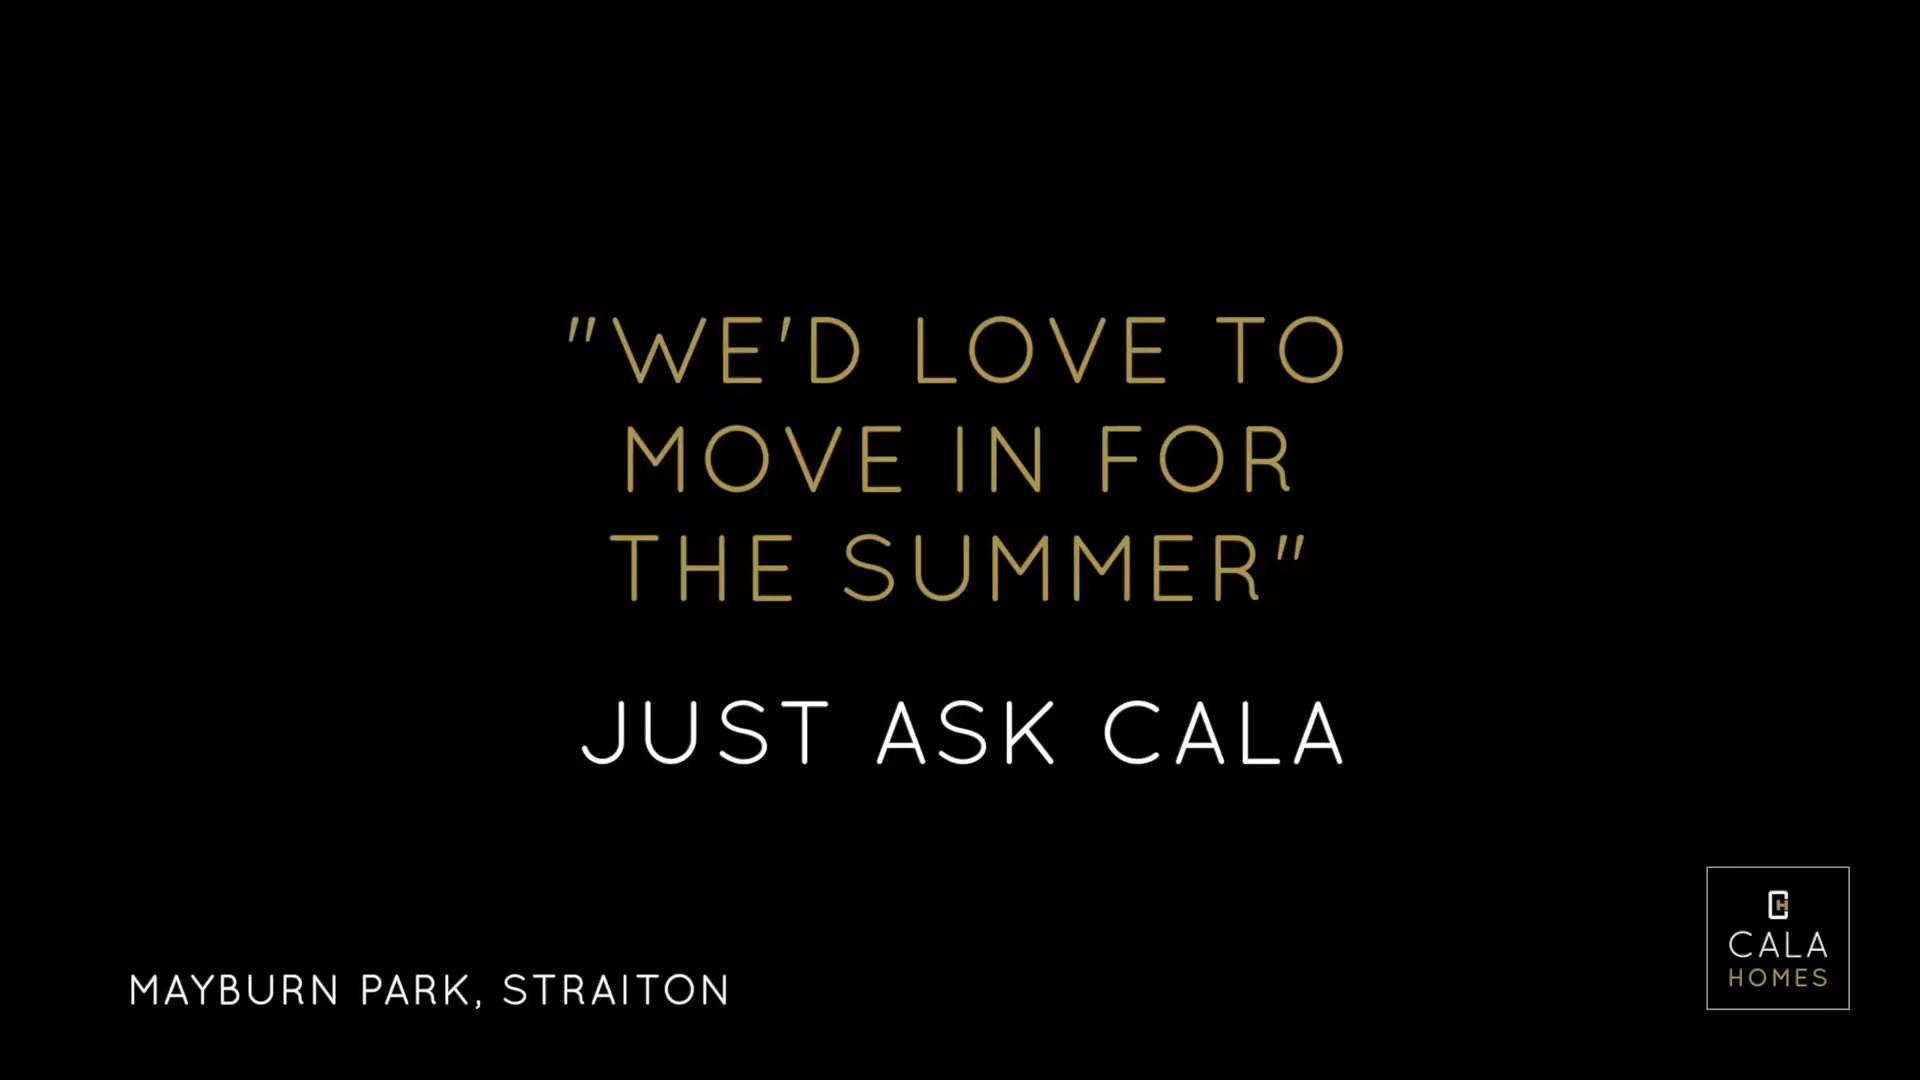 "WE'D LOVE TO
MOVE IN FOR
THE SUMMER"
JUST ASK CALA
MAYBURN PARK, STRAITON
CALA
HOMES